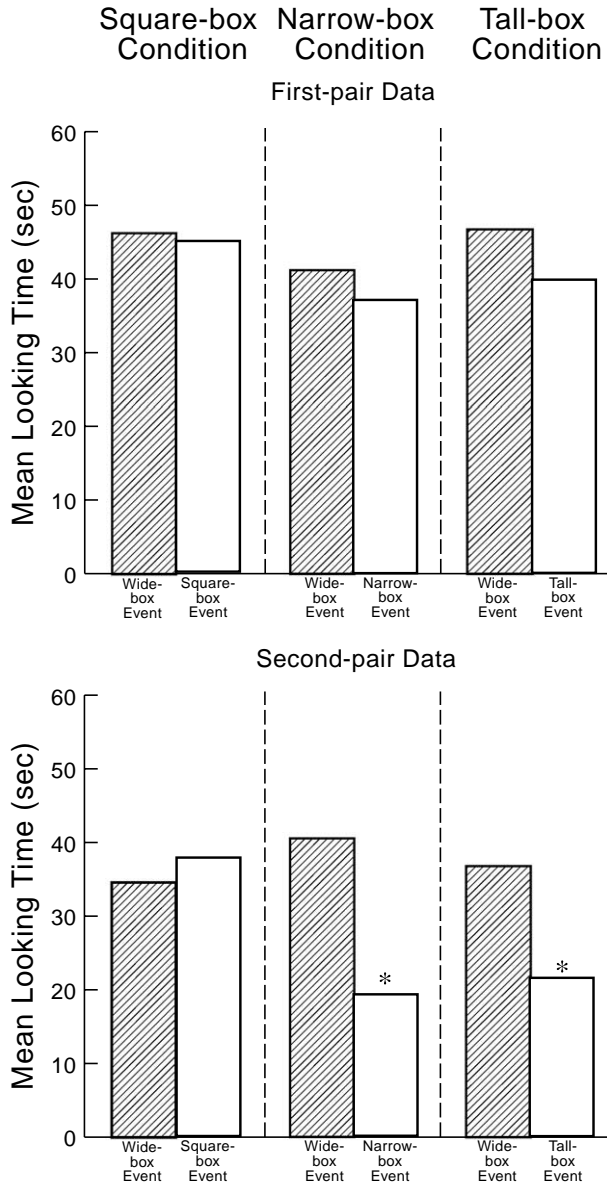 Square-box Condition
Narrow-box Condition
Tall-box Condition
First-pair Data
Mean Looking Time (sec)
60
50
40
30
20
10
0
Wide-box Event
Square-box Event
Wide-box Event
Narrow-box Event
Wide-box Event
Tall-box Event
Second-pair Data
Mean Looking Time (sec)
60
50
40
30
20
10
0
*
*
Wide-box Event
Square-box Event
Wide-box Event
Narrow-box Event
Wide-box Event
Tall-box Event